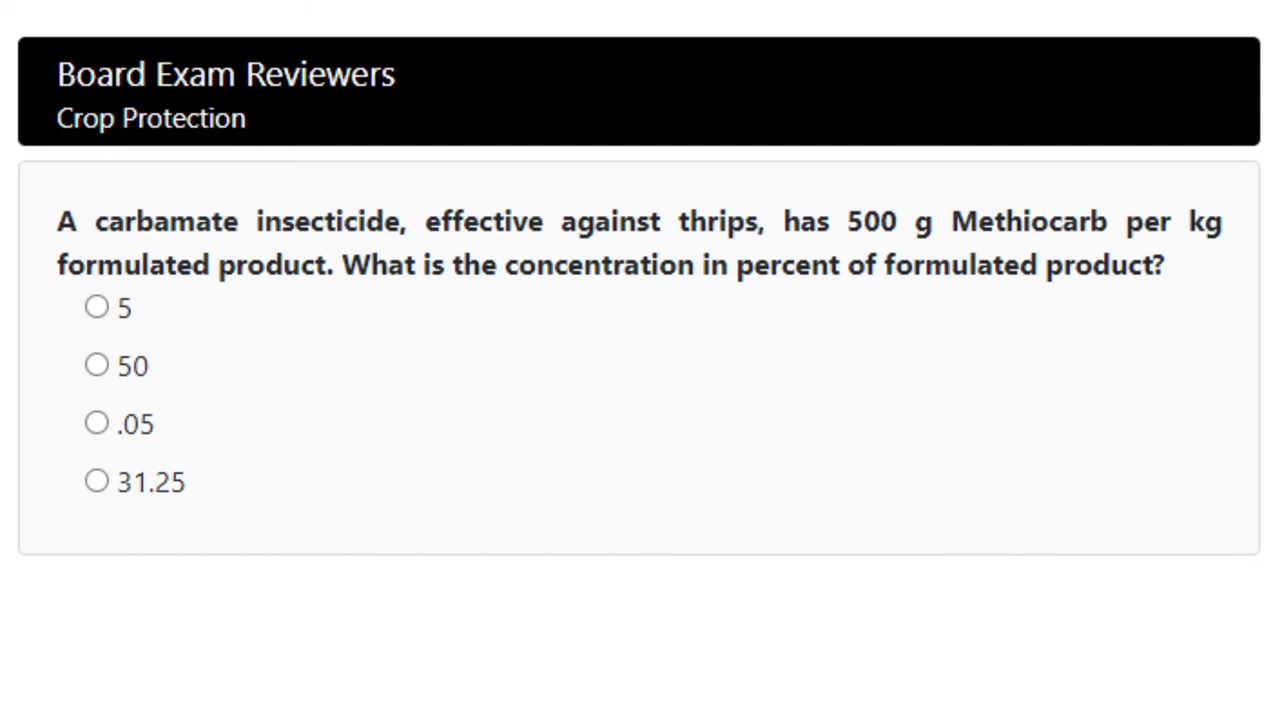 Board Exam Reviewers
Crop Protection
A carbamate insecticide, effective against thrips, has 500 g Methiocarb per kg
formulated product. What is the concentration in percent of formulated product?
5
50
.05
31.25